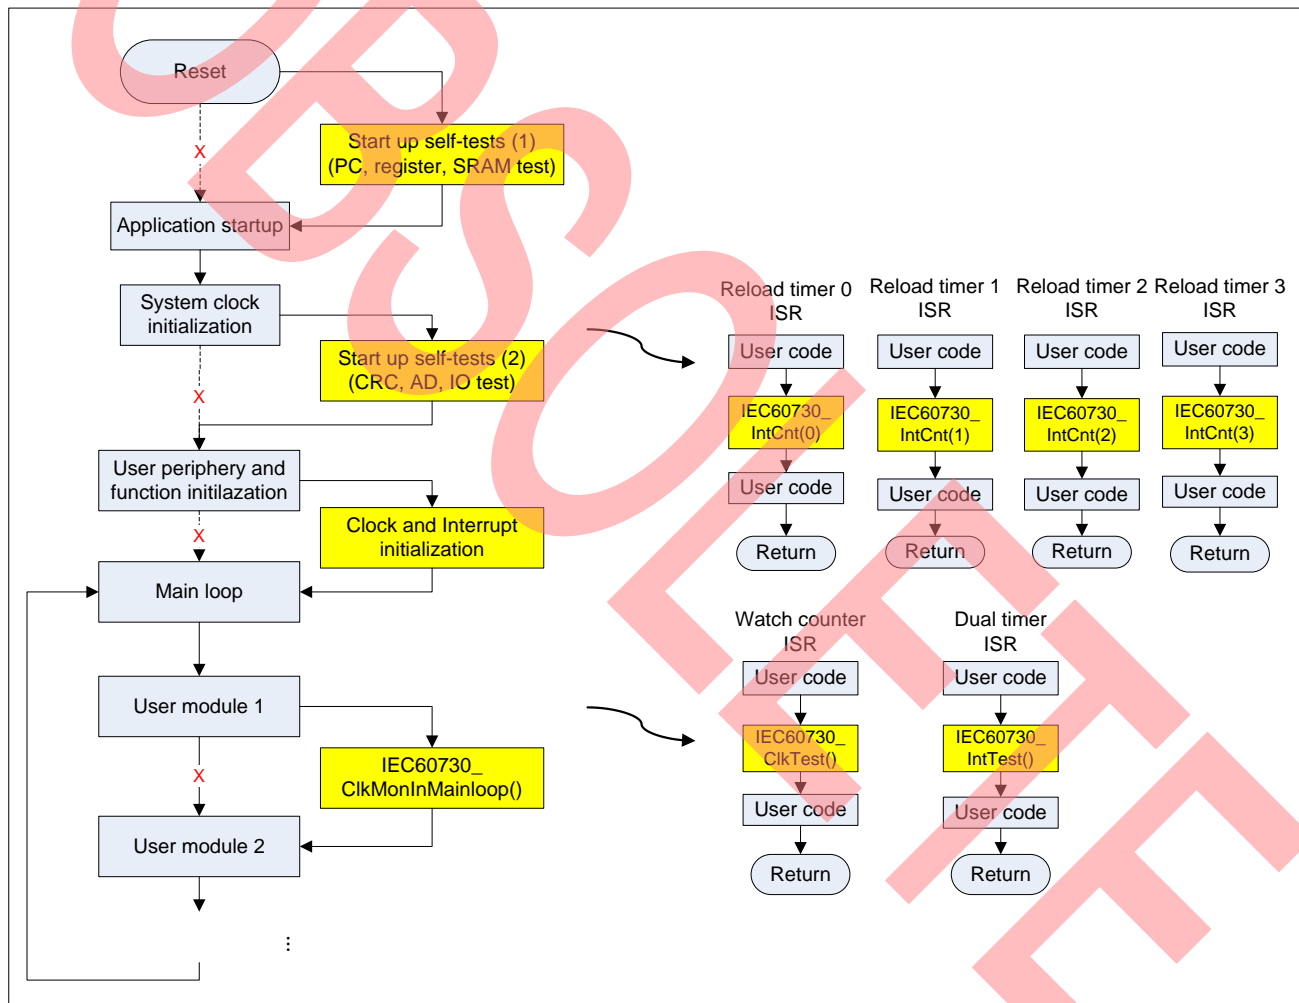 Reset
X
Start up self-tests (1)
(PC, register, SRAM test)
Application startup
System clock
initialization
Start up self-tests (2)
(CRC, AD, IO test)
X
User periphery and
function initilazation
X
Clock and Interrupt
initialization
Main loop
User module 1
X
IEC60730_
ClkMonInMainloop()
User module 2
...
Reload timer 0
ISR
User code
IEC60730_
IntCnt(0)
User code
Return
Reload timer 1
ISR
User code
IEC60730_
IntCnt(1)
User code
Return
Reload timer 2
ISR
User code
IEC60730_
IntCnt(2)
User code
Return
Reload timer 3
ISR
User code
IEC60730_
IntCnt(3)
User code
Return
Watch counter
ISR
User code
IEC60730_
ClkTest()
User code
Return
Dual timer
ISR
User code
IEC60730_
IntTest()
User code
Return
OBSOLETE